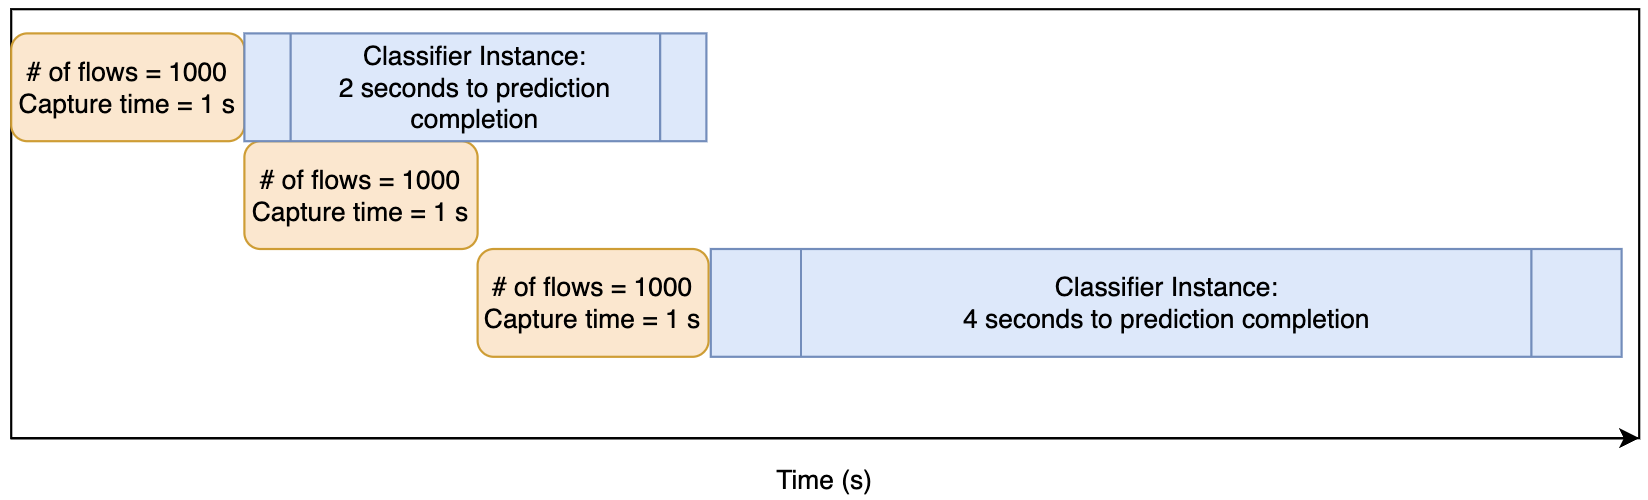 # of flows = 1000
Capture time = 1 s
Classifier Instance:
2 seconds to prediction
completion
# of flows = 1000
Capture time = 1 s
# of flows = 1000
Capture time = 1 s
Classifier Instance:
4 seconds to prediction completion
Time (s)